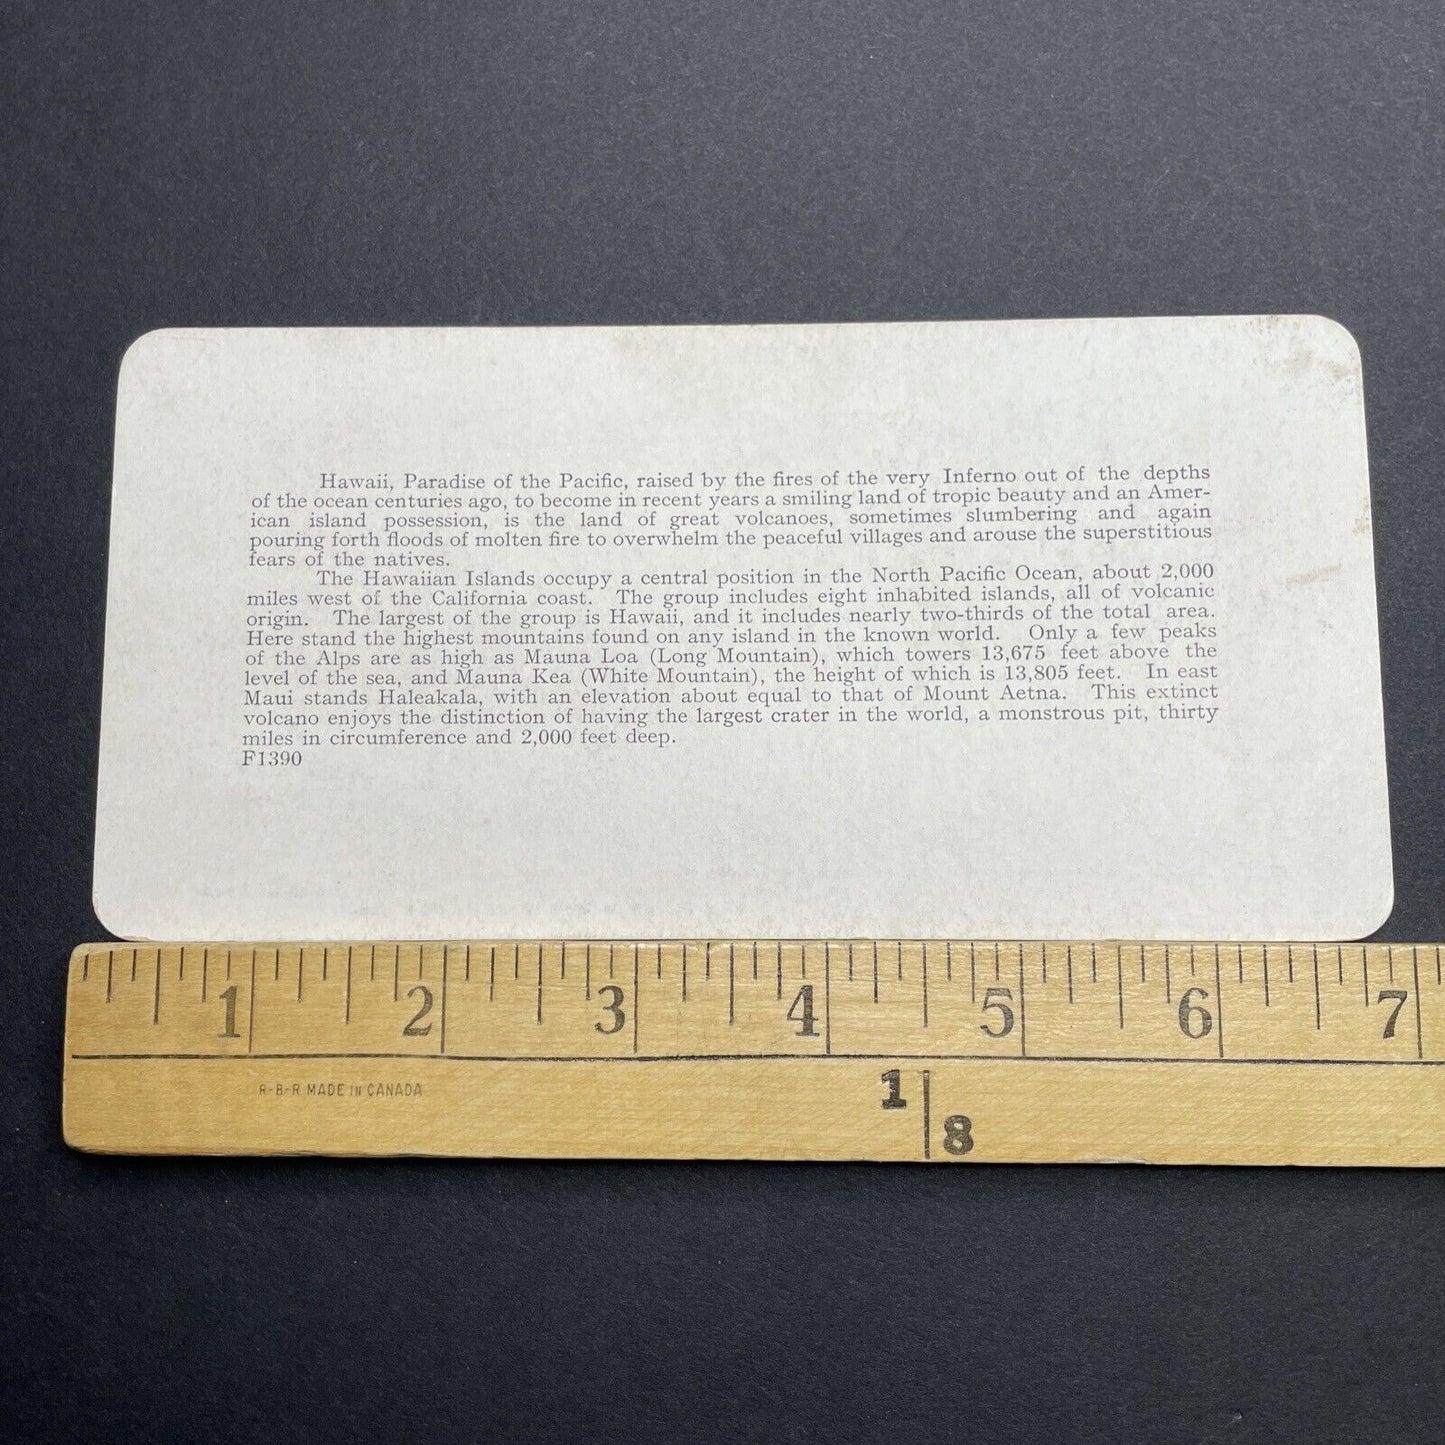 Hawaii, Paradise of the Pacific, raised by the fires of the very Inferno out of the depths
of the ocean centuries ago, to become in recent years a smiling land of tropic beauty and an Amer-
ican island possession, is the land of great volcanoes, sometimes slumbering and again
pouring forth floods of molten fire to overwhelm the peaceful villages and arouse the superstitious
fears of the natives.
The Hawaiian Islands occupy a central position in the North Pacific Ocean, about 2,000
miles west of the California coast. The group includes eight inhabited islands, all of volcanic
origin. The largest of the group is Hawaii, and it includes nearly two-thirds of the total area.
Here stand the highest mountains found on any island in the known world. Only a few peaks
of the Alps are as high as Mauna Loa (Long Mountain), which towers 13,675 feet above the
level of the sea, and Mauna Kea (White Mountain), the height of which is 13,805 feet. In east
Maui stands Haleakala, with an elevation about equal to that of Mount Aetna. This extinct
volcano enjoys the distinction of having the largest crater in the world, a monstrous pit, thirty
miles in circumference and 2,000 feet deep.
F1390
1 2 3 4 5 6 7
R-B-R MADE IN CANADA
1 8